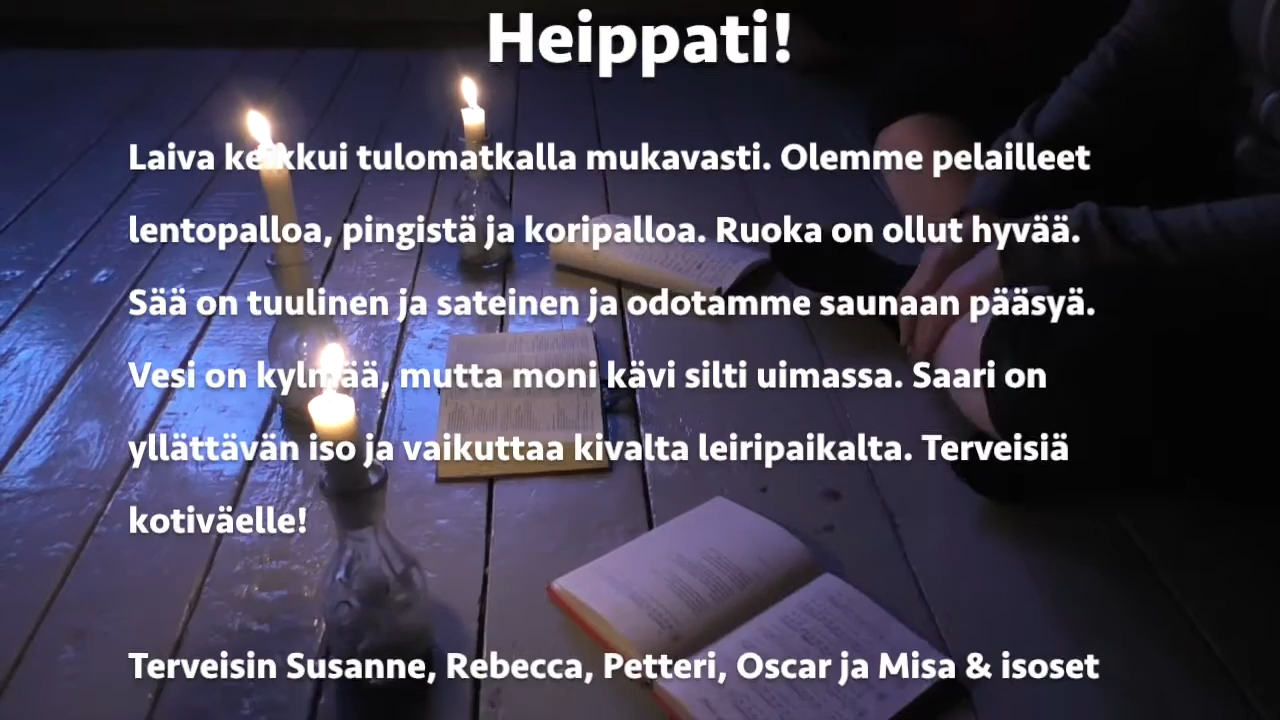 Heippati!
Laiva keikkui tulomatkalla mukavasti. Olemme pelailleet
lentopalloa, pingistä ja koripalloa. Ruoka on ollut hyvää.
Sää on tuulinen ja sateinen ja odotamme saunaan pääsyä.
Vesi on kylmää, mutta moni kävi silti uimassa. Saari on
yllättävän iso ja vaikuttaa kivalta leiripaikalta. Terveisiä
kotiväelle!
Terveisin Susanne, Rebecca, Petteri, Oscar ja Misa & isoset